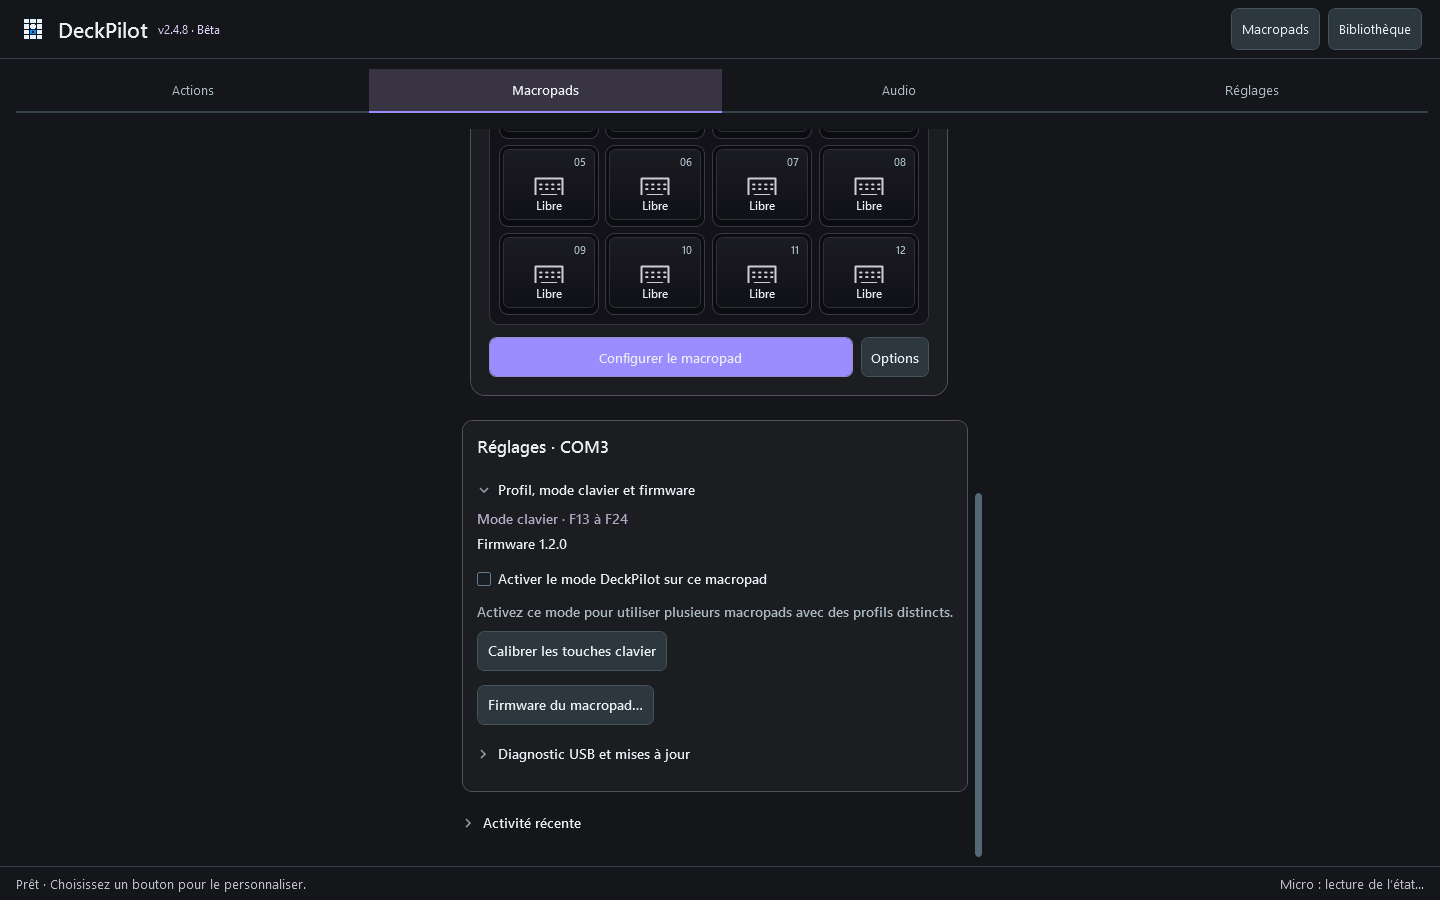 DeckPilot v2.4.8 · Bêta
Macropads
Bibliothèque
Actions
Macropads
Audio
Réglages
05
06
07
08
Libre
Libre
Libre
Libre
09
10
11
12
Libre
Libre
Libre
Libre
Configurer le macropad
Options
Réglages · COM3
Profil, mode clavier et firmware
Mode clavier · F13 à F24
Firmware 1.2.0
Activer le mode DeckPilot sur ce macropad
Activez ce mode pour utiliser plusieurs macropads avec des profils distincts.
Calibrer les touches clavier
Firmware du macropad...
Diagnostic USB et mises à jour
Activité récente
Prêt · Choisissez un bouton pour le personnaliser.
Micro : lecture de l'état...